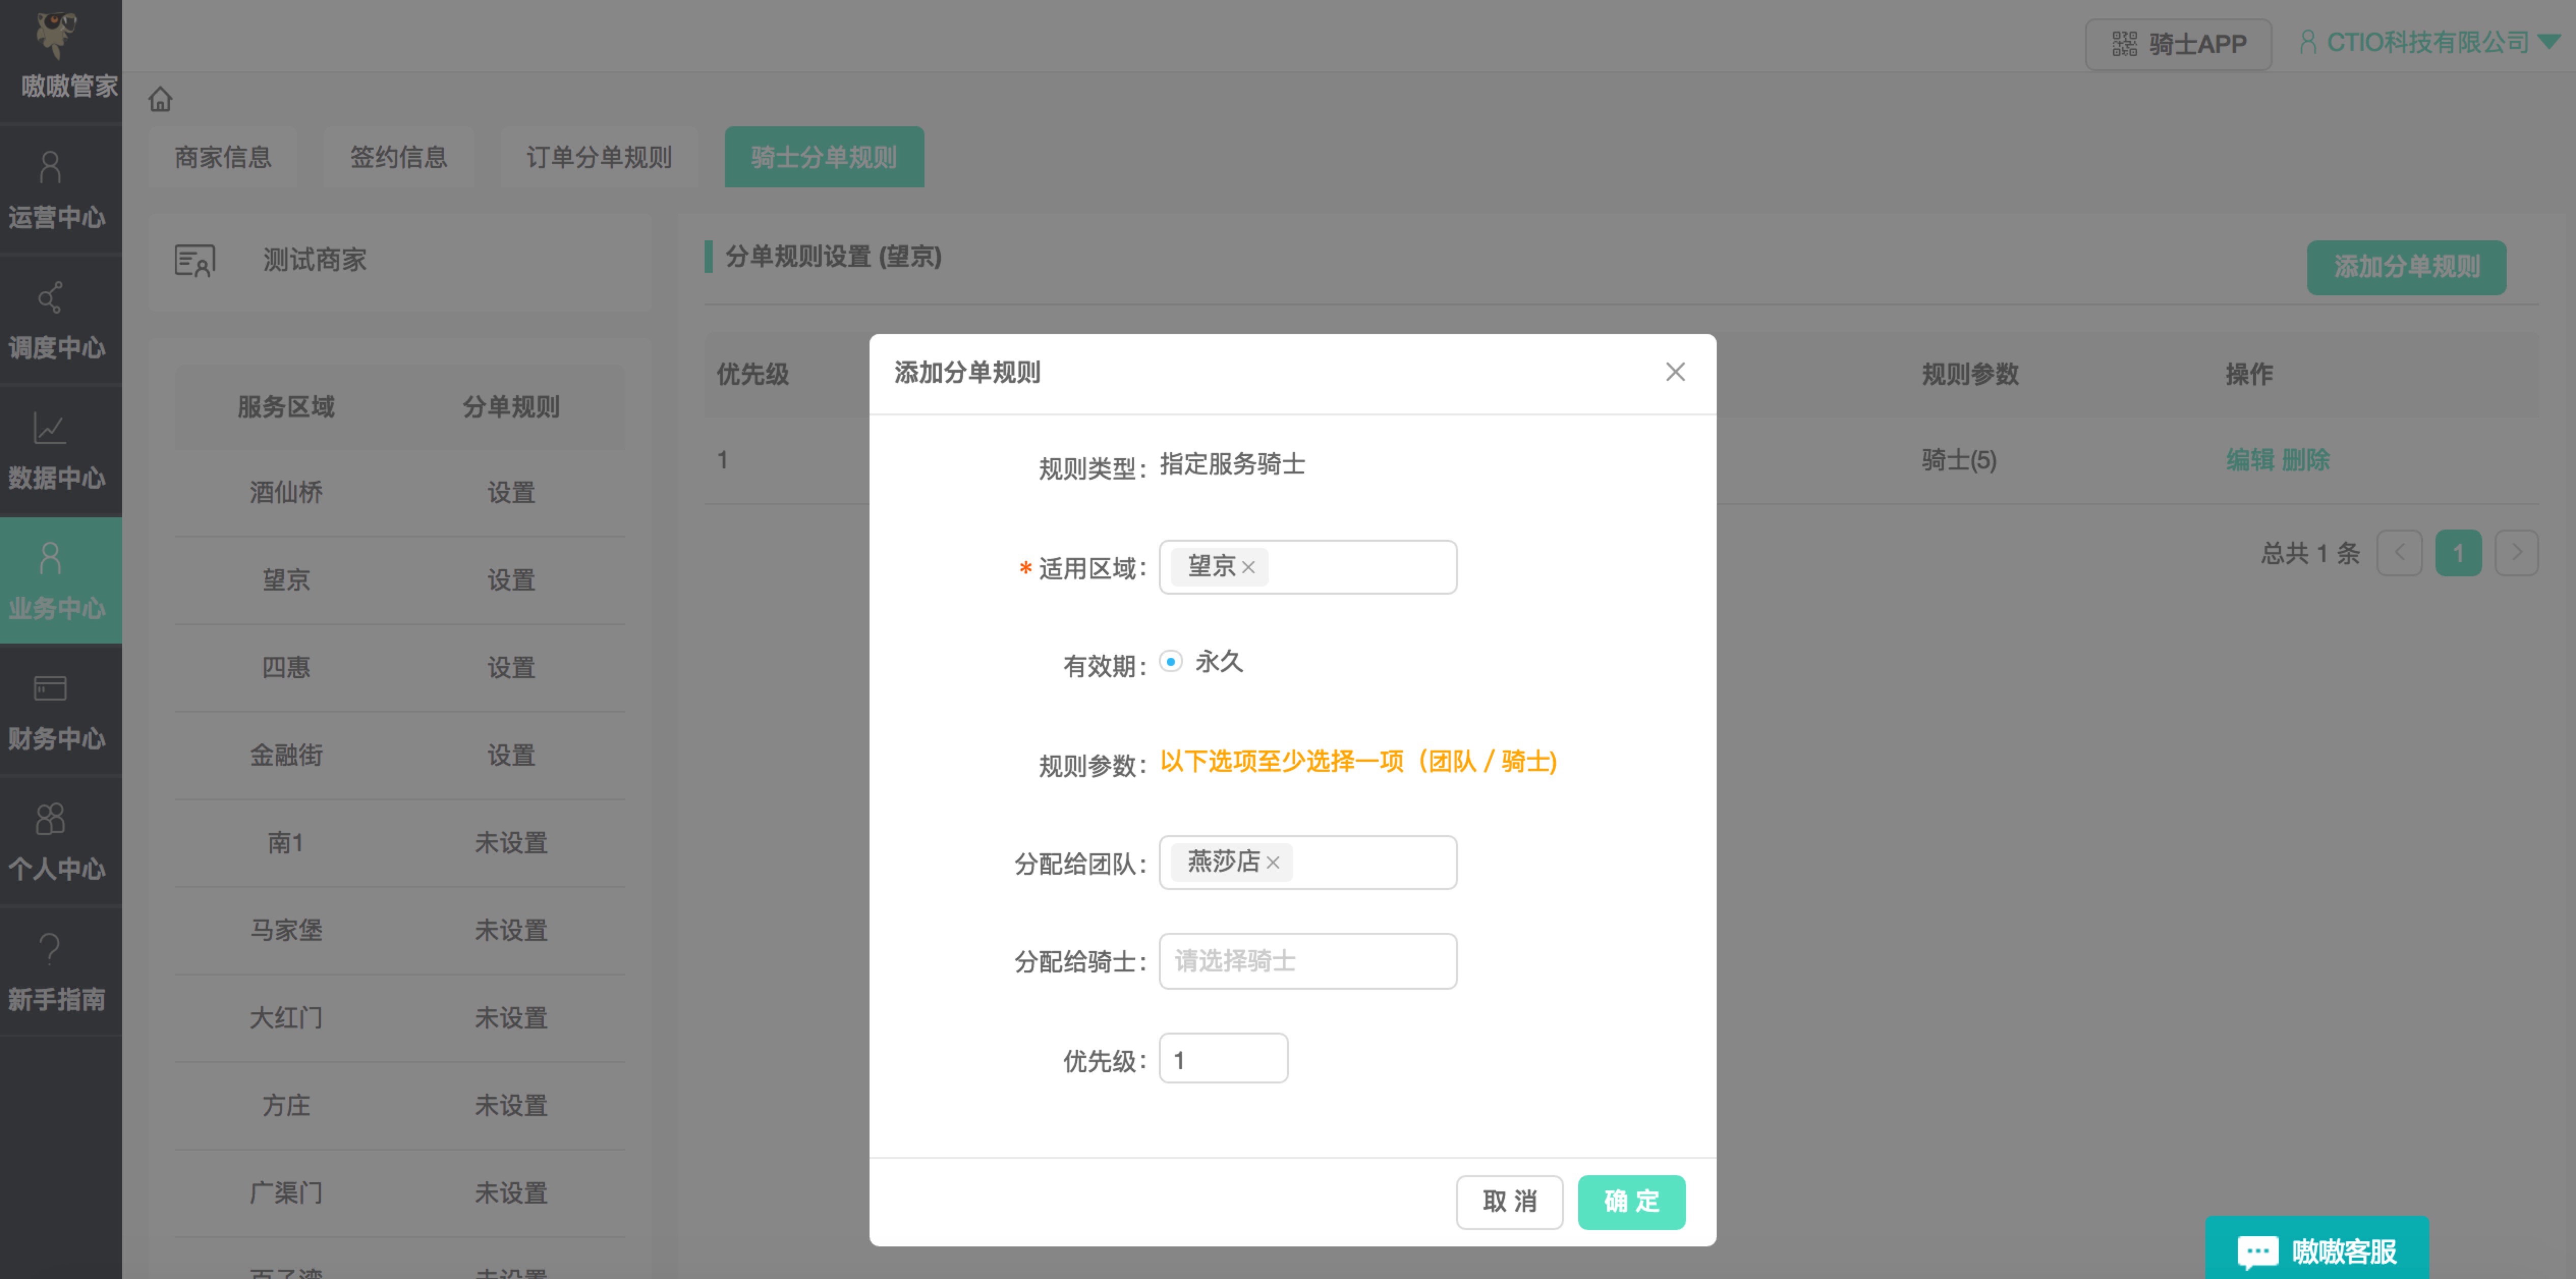 嗷嗷管家
骑士APP
CTIO科技有限公司
商家信息 签约信息 订单分单规则 骑士分单规则
运营中心
调度中心
数据中心
业务中心
财务中心
个人中心
新手指南
测试商家
服务区域 分单规则
酒仙桥 设置
望京 设置
四惠 设置
金融街 设置
南1 未设置
马家堡 未设置
大红门 未设置
方庄 未设置
广渠门 未设置
百子湾 未设置
分单规则设置 (望京)
添加分单规则
优先级 规则参数 操作
1 骑士(5) 编辑 删除
总共 1 条 < 1 >
添加分单规则
规则类型: 指定服务骑士
* 适用区域: 望京 ×
有效期: 永久
规则参数: 以下选项至少选择一项（团队 / 骑士)
分配给团队: 燕莎店 ×
分配给骑士: 请选择骑士
优先级: 1
取 消 确 定
嗷嗷客服